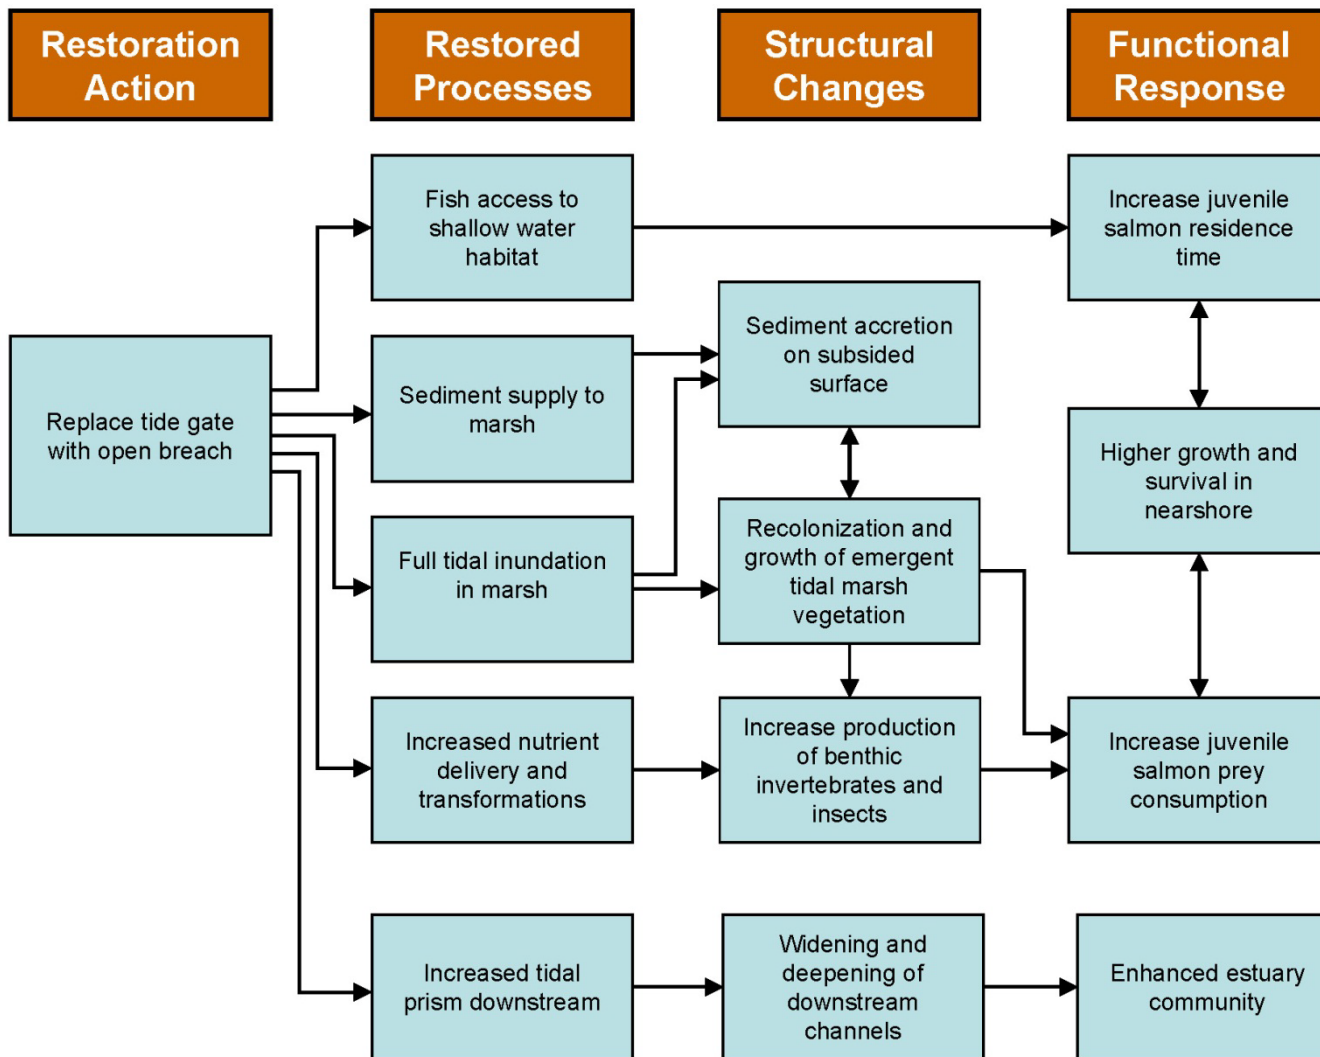 Restoration
Action
Restored
Processes
Structural
Changes
Functional
Response
Fish access to
shallow water
habitat
Increase juvenile
salmon residence
time
Sediment accretion
on subsided
surface
Replace tide gate
with open breach
Sediment supply to
marsh
Higher growth and
survival in
nearshore
Full tidal inundation
in marsh
Recolonization and
growth of emergent
tidal marsh
vegetation
Increased nutrient
delivery and
transformations
Increase production
of benthic
invertebrates and
insects
Increase juvenile
salmon prey
consumption
Increased tidal
prism downstream
Widening and
deepening of
downstream
channels
Enhanced estuary
community